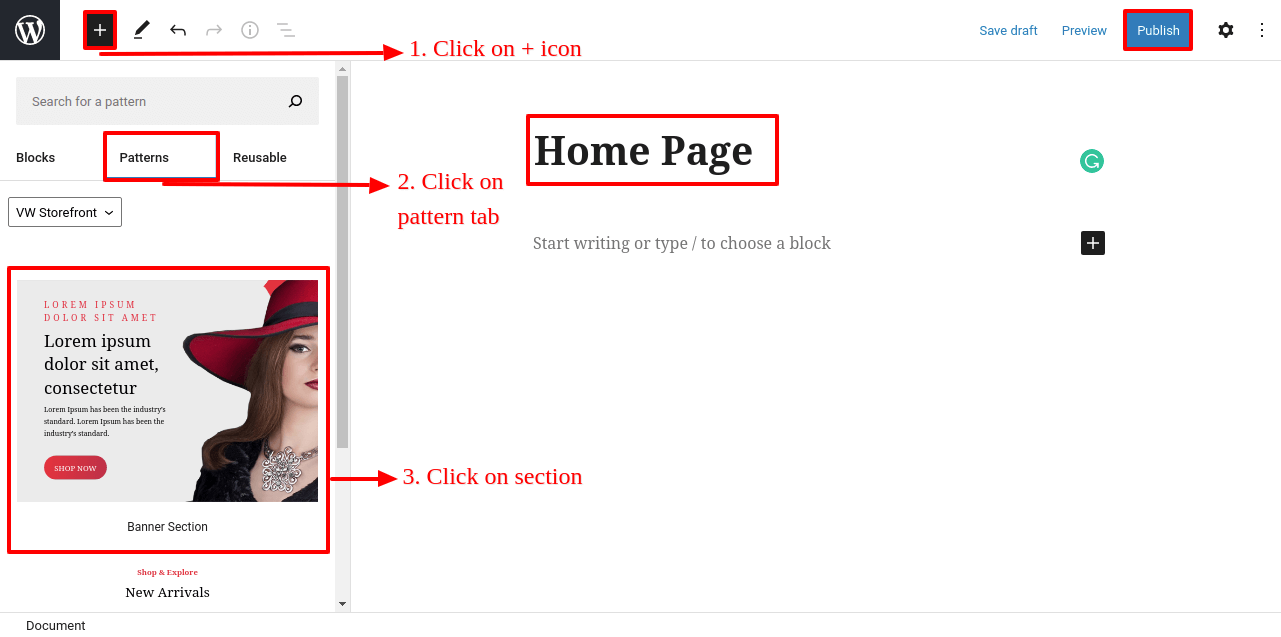 Save draft
Preview
Publish
1. Click on + icon
Search for a pattern
Blocks
Patterns
Reusable
2. Click on
pattern tab
VW Storefront
Home Page
Start writing or type / to choose a block
LOREM IPSUM
DOLOR SIT AMET
Lorem ipsum
dolor sit amet,
consectetur
Lorem Ipsum has been the industry's
standard. Lorem Ipsum has been the
industry's standard.
SHOP NOW
3. Click on section
Banner Section
Shop & Explore
New Arrivals
Document